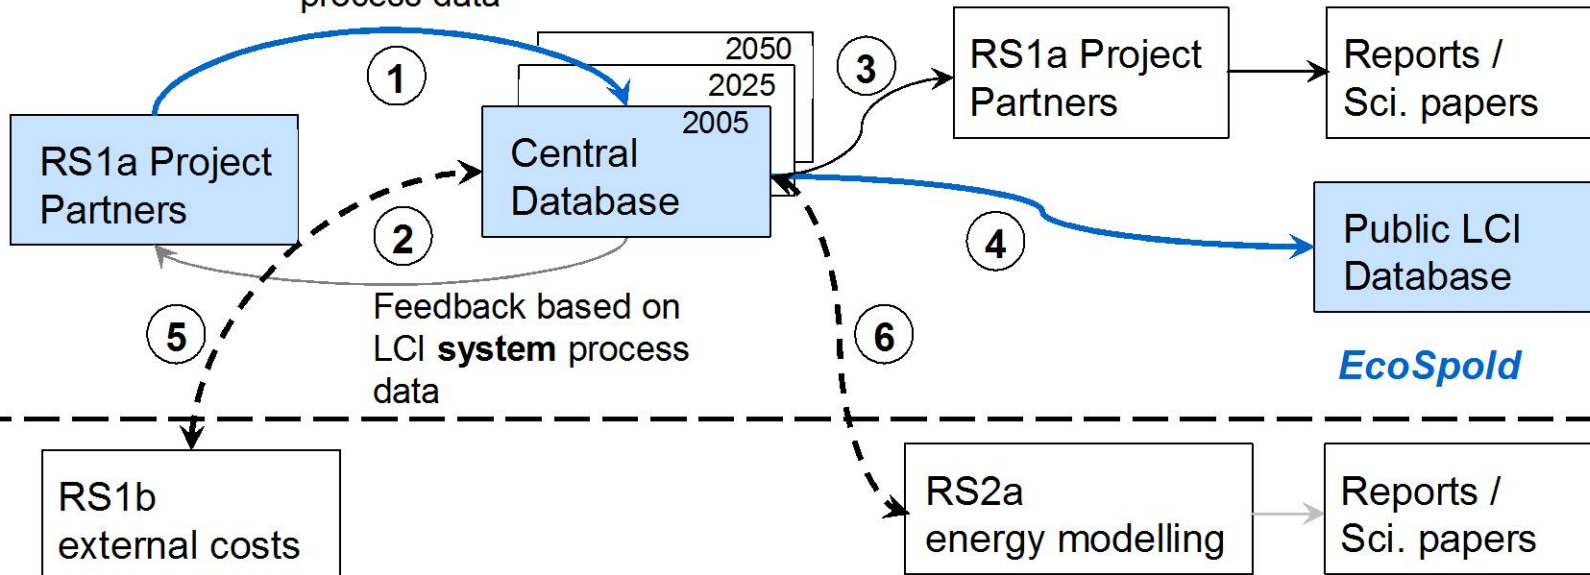 process data
1
2050
2025
2005
3
RS1a Project
Partners
Reports /
Sci. papers
RS1a Project
Partners
Central
Database
2
4
Public LCI
Database
5
Feedback based on
LCI system process
data
6
EcoSpold
RS1b
external costs
RS2a
energy modelling
Reports /
Sci. papers